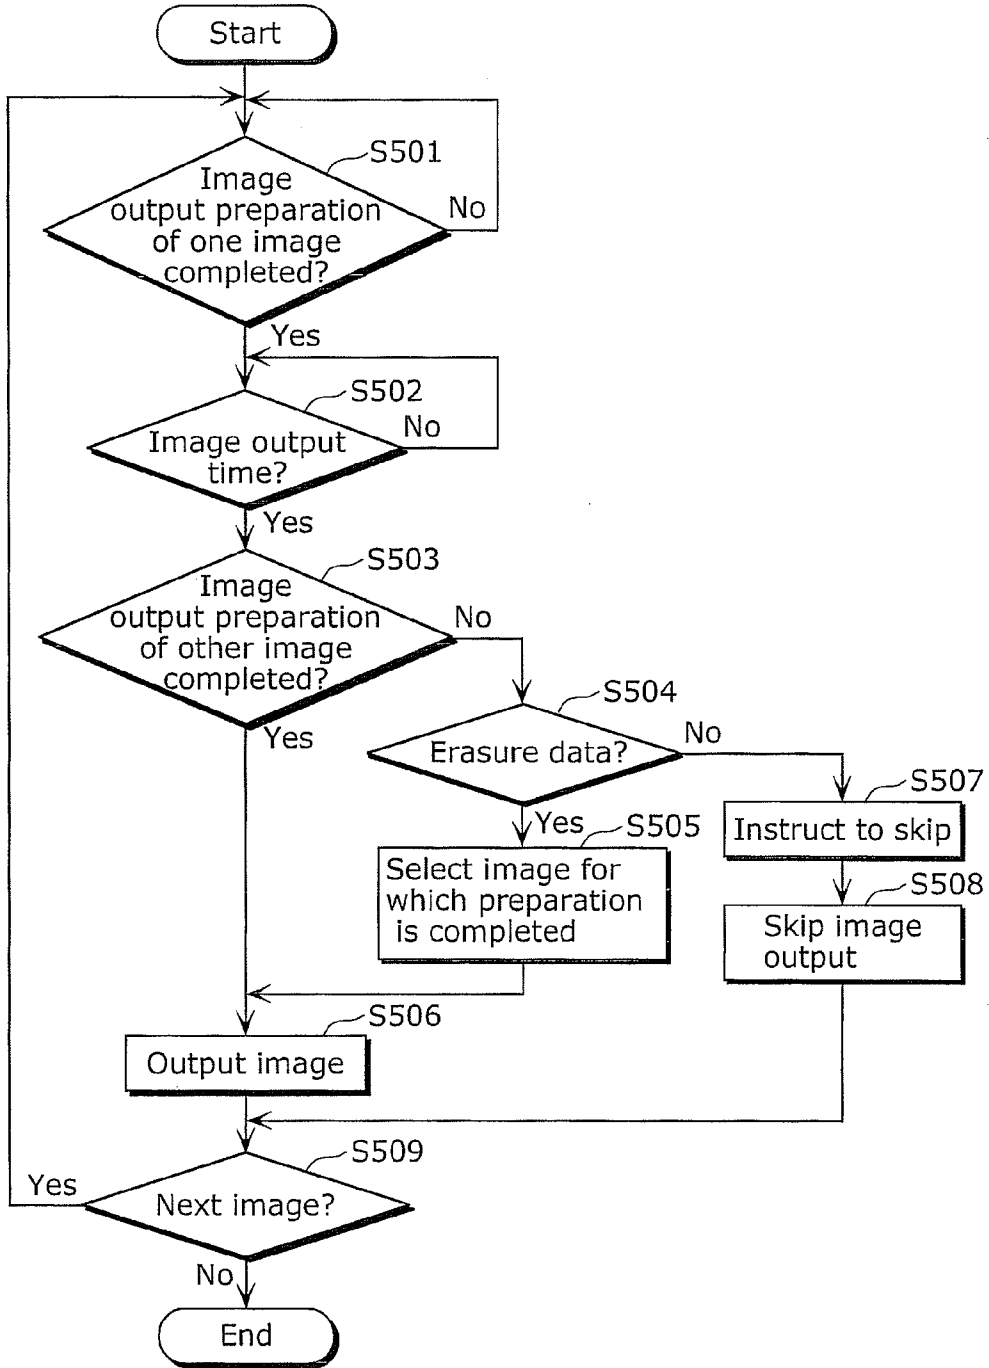 Start
S501
Image
output preparation
of one image
completed?
No
Yes
S502
Image output
time?
No
Yes
S503
Image
output preparation
of other image
completed?
No
Yes
S504
Erasure data?
No
Yes
S505
Select image for
which preparation
is completed
S507
Instruct to skip
S508
Skip image
output
S506
Output image
S509
Next image?
Yes
No
End